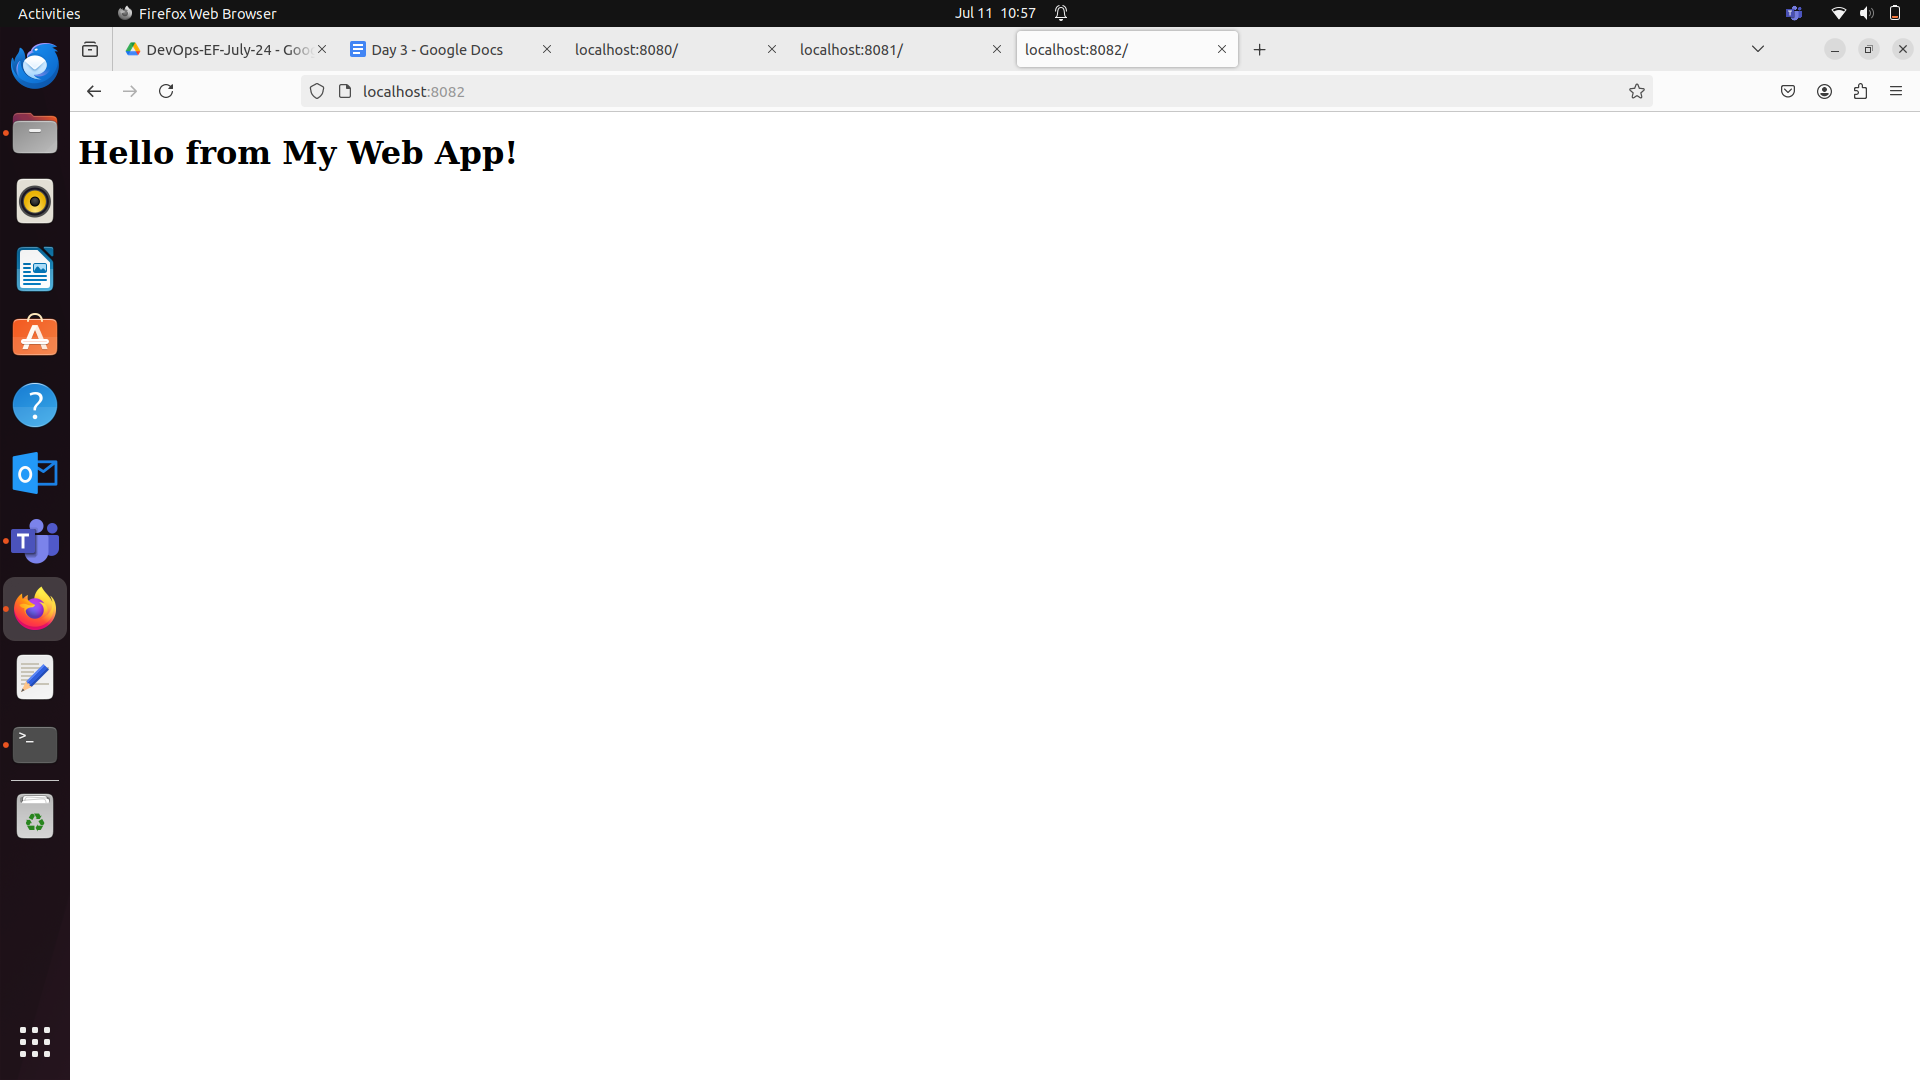 Activities
Firefox Web Browser
Jul 11 10:57
DevOps-EF-July-24 - Goo
Day 3 - Google Docs
localhost:8080/
localhost:8081/
localhost:8082/
localhost:8082
Hello from My Web App!